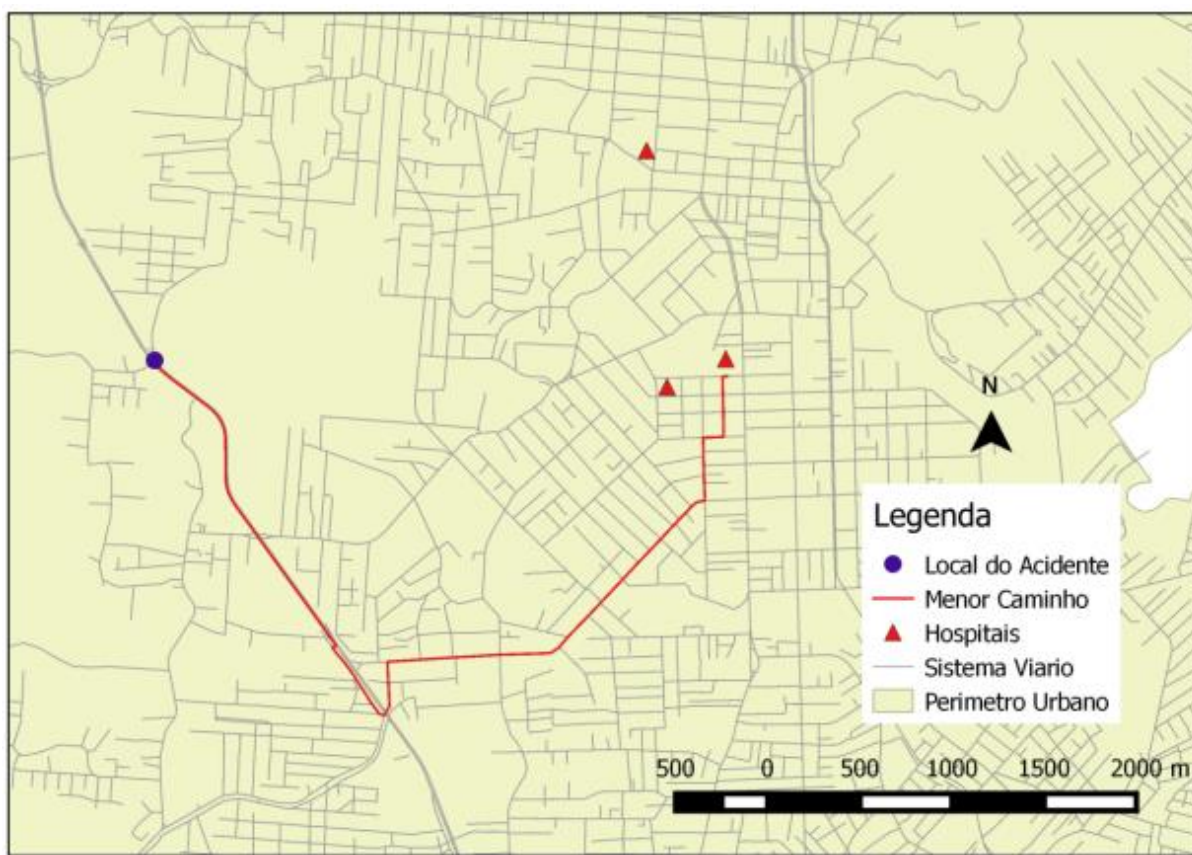 N
Legenda
Local do Acidente
Menor Caminho
Hospitais
Sistema Viario
Perimetro Urbano
500 0 500 1000 1500 2000 m